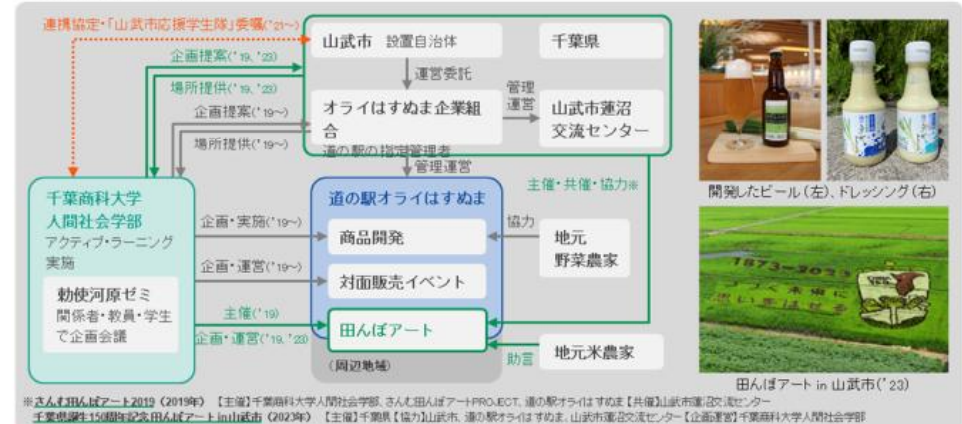 連携協定・「山武市応援学生隊」委嘱('21~)
企画提案('19、'23)
場所提供('19、'23)
企画提案('19~)
場所提供('19~)
山武市 設置自治体
千葉県
運営委託
オライはすぬま企業組
合
道の駅の指定管理者
管理
運営
山武市蓮沼
交流センター
管理運営
主催・共催・協力※
千葉商科大学
人間社会学部
アクティブ・ラーニング
実施
勅使河原ゼミ
関係者・教員・学生
で企画会議
企画・実施('19~)
企画・運営('19~)
主催('19)
企画・運営('19、'23)
道の駅オライはすぬま
商品開発
対面販売イベント
田んぼアート
(周辺地域)
協力
地元
野菜農家
助言
地元米農家
開発したビール(左)、ドレッシング(右)
1873-2023
田んぼアート in 山武市('23)
※さんむ田んぼアート2019(2019年) 【主催】千葉商科大学人間社会学部、さんむ田んぼアートPROJECT、道の駅オライはすぬま【共催】山武市蓮沼交流センター
千葉県誕生150周年記念田んぼアート in 山武市(2023年) 【主催】千葉県【協力】山武市、道の駅オライはすぬま、山武市蓮沼交流センター【企画運営】千葉商科大学人間社会学部